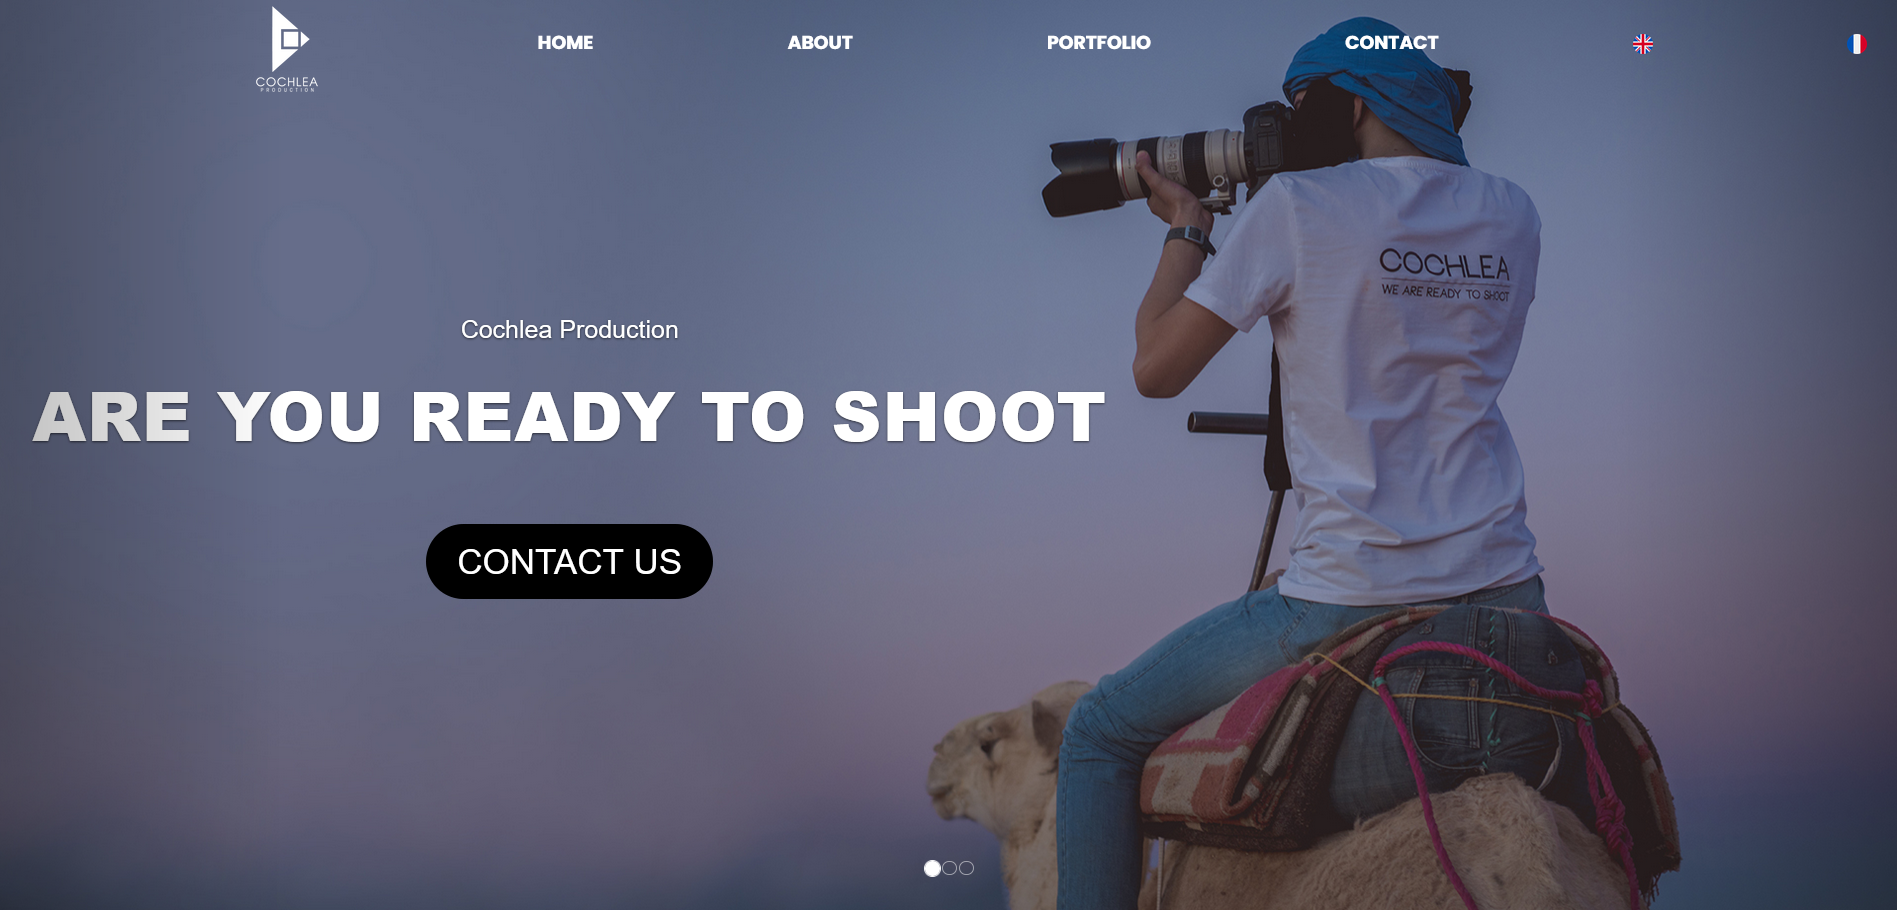 HOME
ABOUT
PORTFOLIO
CONTACT
COCHLEA
PRODUCTION
COCHLEA
WE ARE READY TO SHOOT
Cochlea Production
ARE YOU READY TO SHOOT
CONTACT US